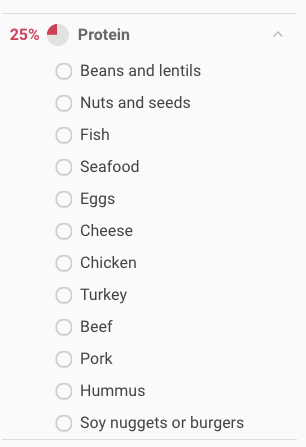 25% Protein
Beans and lentils
Nuts and seeds
Fish
Seafood
Eggs
Cheese
Chicken
Turkey
Beef
Pork
Hummus
Soy nuggets or burgers